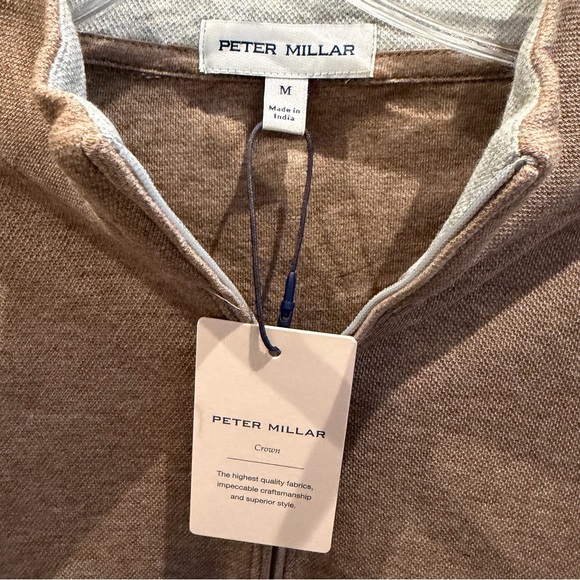 PETER MILLAR
M
Made in
India
PETER MILLAR
Crown
The highest quality fabrics,
impeccable craftsmanship
and superior style.